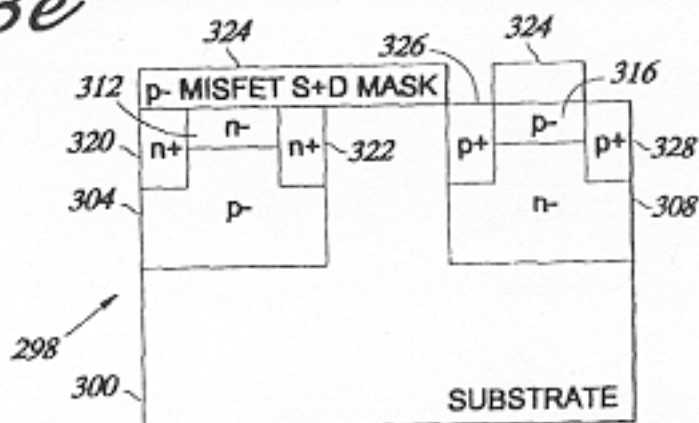 3e
324
326
324
312
p- MISFET S+D MASK
316
320
n+
n-
n+
322
p+
p-
p+
328
304
p-
n-
308
298
300
SUBSTRATE